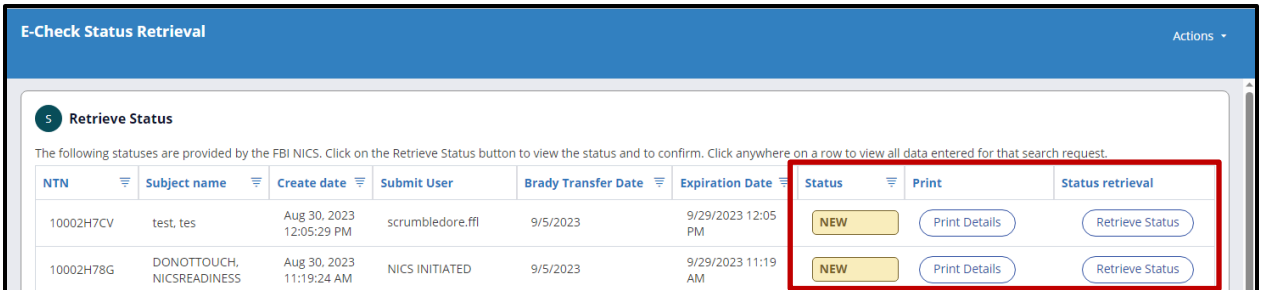 E-Check Status Retrieval
Actions
S Retrieve Status
The following statuses are provided by the FBI NICS. Click on the Retrieve Status button to view the status and to confirm. Click anywhere on a row to view all data entered for that search request.
NTN Subject name Create date Submit User Brady Transfer Date Expiration Date Status Print Status retrieval
10002H7CV test, tes Aug 30, 2023 12:05:29 PM scrumbledore.ffl 9/5/2023 9/29/2023 12:05 PM NEW Print Details Retrieve Status
10002H78G DONOTTOUCH, NICSREADINESS Aug 30, 2023 11:19:24 AM NICS INITIATED 9/5/2023 9/29/2023 11:19 AM NEW Print Details Retrieve Status